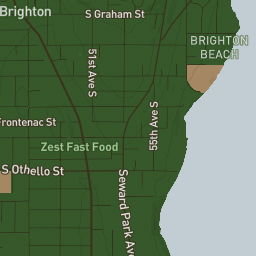 Brighton
S Graham St
BRIGHTON
BEACH
51st Ave S
55th Ave S
Frontenac St
Zest Fast Food
S Othello St
Seward Park Ave